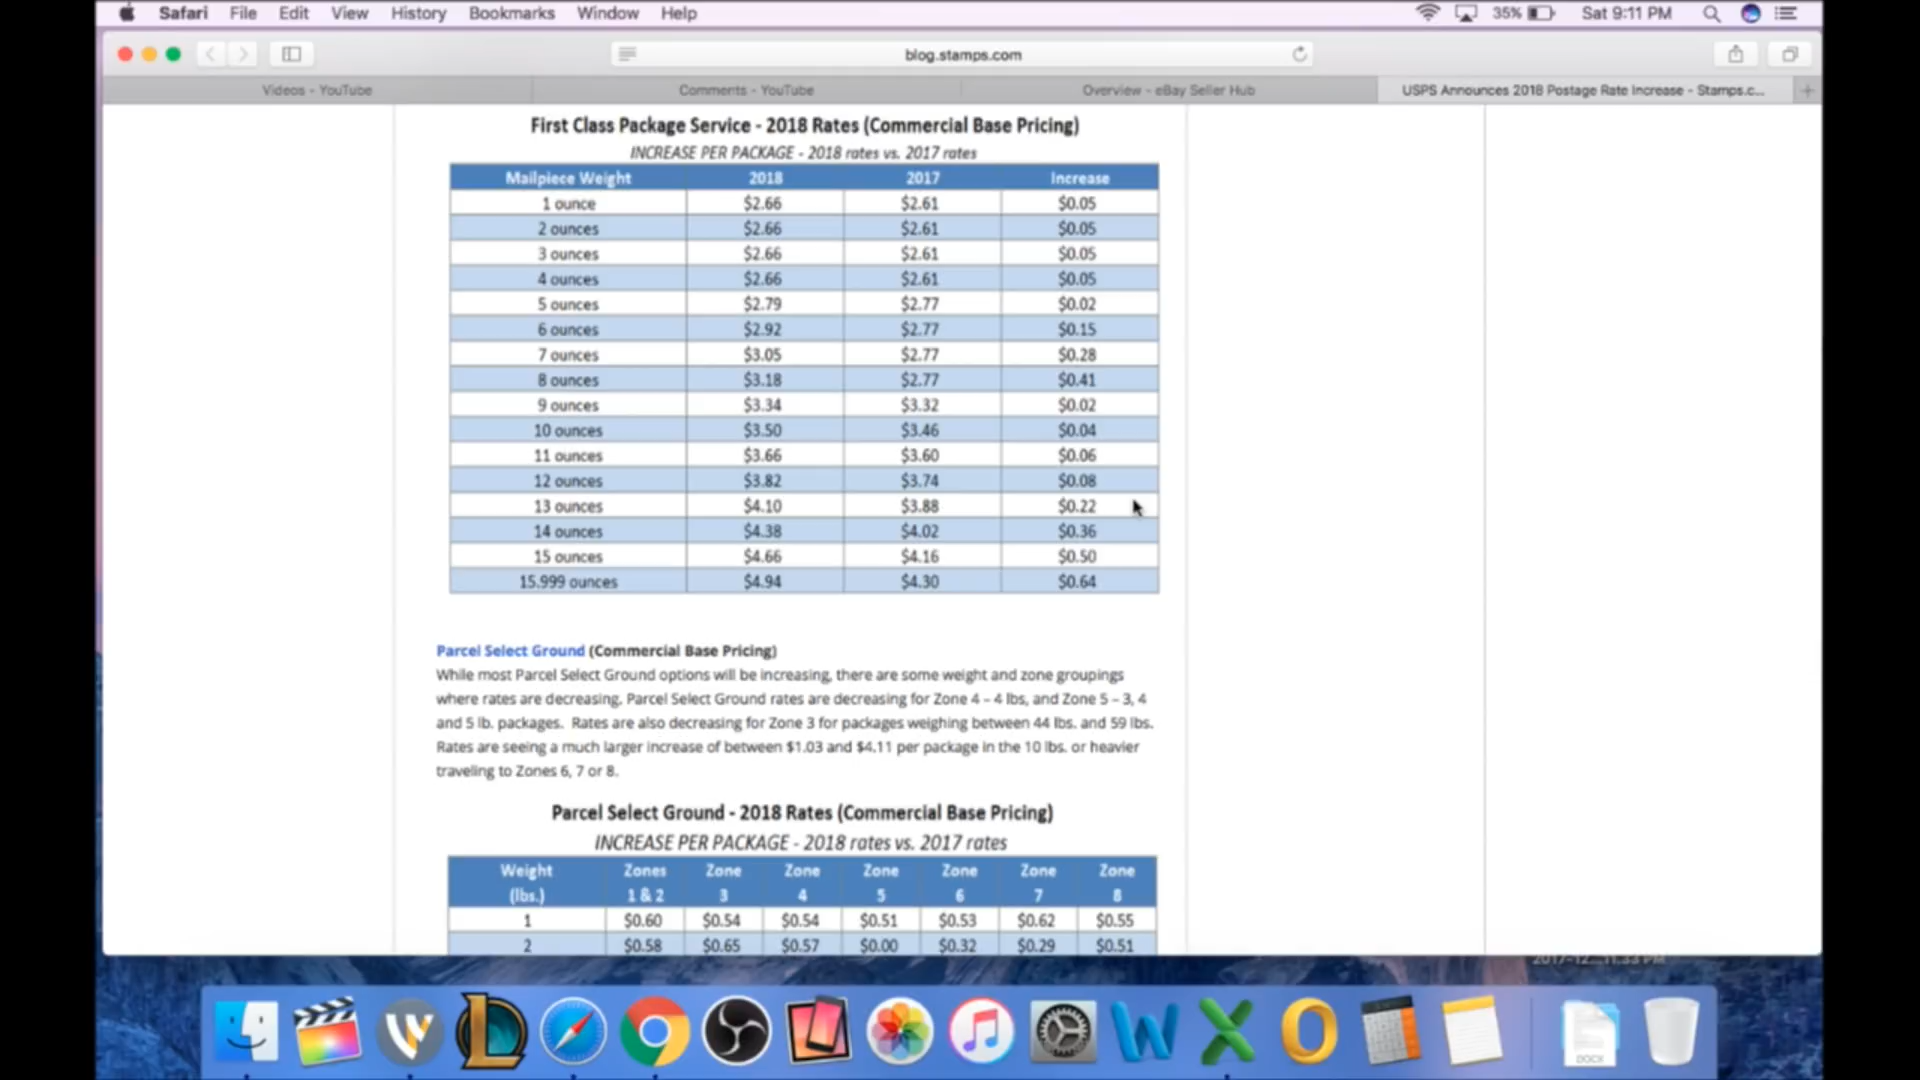 Safari File Edit View History Bookmarks Window Help 35% Sat 9:11 PM
blog.stamps.com
Videos - YouTube Comments - YouTube Overview - eBay Seller Hub USPS Announces 2018 Postage Rate Increase - Stamps.c...
First Class Package Service - 2018 Rates (Commercial Base Pricing)
INCREASE PER PACKAGE - 2018 rates vs. 2017 rates
Mailpiece Weight 2018 2017 Increase
1 ounce $2.66 $2.61 $0.05
2 ounces $2.66 $2.61 $0.05
3 ounces $2.66 $2.61 $0.05
4 ounces $2.66 $2.61 $0.05
5 ounces $2.79 $2.77 $0.02
6 ounces $2.92 $2.77 $0.15
7 ounces $3.05 $2.77 $0.28
8 ounces $3.18 $2.77 $0.41
9 ounces $3.34 $3.32 $0.02
10 ounces $3.50 $3.46 $0.04
11 ounces $3.66 $3.60 $0.06
12 ounces $3.82 $3.74 $0.08
13 ounces $4.10 $3.88 $0.22
14 ounces $4.38 $4.02 $0.36
15 ounces $4.66 $4.16 $0.50
15.999 ounces $4.94 $4.30 $0.64
Parcel Select Ground (Commercial Base Pricing)
While most Parcel Select Ground options will be increasing, there are some weight and zone groupings
where rates are decreasing. Parcel Select Ground rates are decreasing for Zone 4 – 4 lbs, and Zone 5 – 3, 4
and 5 lb. packages. Rates are also decreasing for Zone 3 for packages weighing between 44 lbs. and 59 lbs.
Rates are seeing a much larger increase of between $1.03 and $4.11 per package in the 10 lbs. or heavier
traveling to Zones 6, 7 or 8.
Parcel Select Ground - 2018 Rates (Commercial Base Pricing)
INCREASE PER PACKAGE - 2018 rates vs. 2017 rates
Weight Zones Zone Zone Zone Zone Zone Zone
(lbs.) 1 & 2 3 4 5 6 7 8
1 $0.60 $0.54 $0.54 $0.51 $0.53 $0.62 $0.55
2 $0.58 $0.65 $0.57 $0.00 $0.32 $0.29 $0.51
DOCX